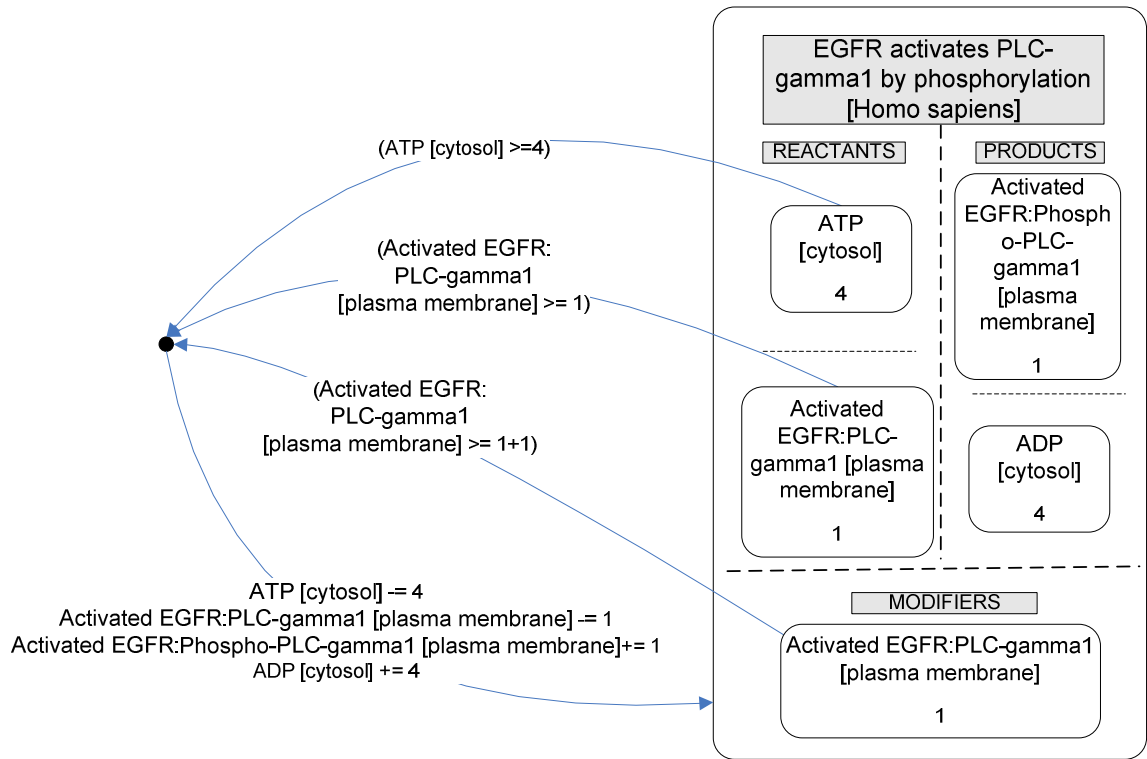 EGFR activates PLC-
gamma1 by phosphorylation
[Homo sapiens]
REACTANTS
PRODUCTS
ATP
[cytosol]
4
Activated
EGFR:PLC-
gamma1 [plasma
membrane]
1
Activated
EGFR:Phosph
o-PLC-
gamma1
[plasma
membrane]
1
ADP
[cytosol]
4
MODIFIERS
Activated EGFR:PLC-gamma1
[plasma membrane]
1
(ATP [cytosol] >=4)
(Activated EGFR:
PLC-gamma1
[plasma membrane] >= 1)
(Activated EGFR:
PLC-gamma1
[plasma membrane] >= 1+1)
ATP [cytosol] -= 4
Activated EGFR:PLC-gamma1 [plasma membrane] -= 1
Activated EGFR:Phospho-PLC-gamma1 [plasma membrane]+= 1
ADP [cytosol] += 4